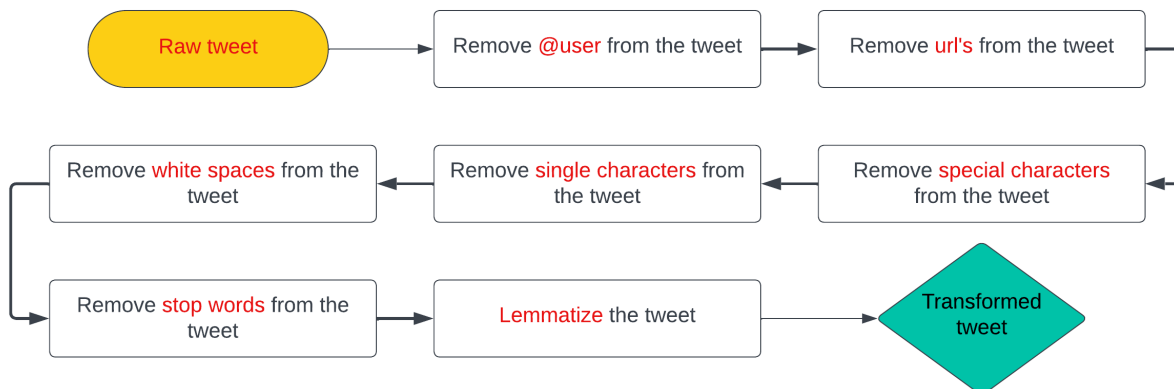 Raw tweet
Remove @user from the tweet
Remove url's from the tweet
Remove special characters
from the tweet
Remove single characters from
the tweet
Remove white spaces from the
tweet
Remove stop words from the
tweet
Lemmatize the tweet
Transformed
tweet